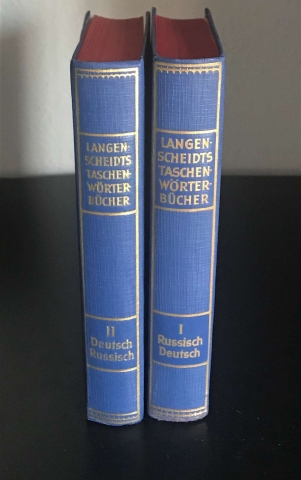 LANGEN-
SCHEIDTS
TASCHEN-
WÖRTER-
BÜCHER
II
Deutsch
Russisch
LANGEN-
SCHEIDTS
TASCHEN-
WÖRTER-
BÜCHER
I
Russisch
Deutsch